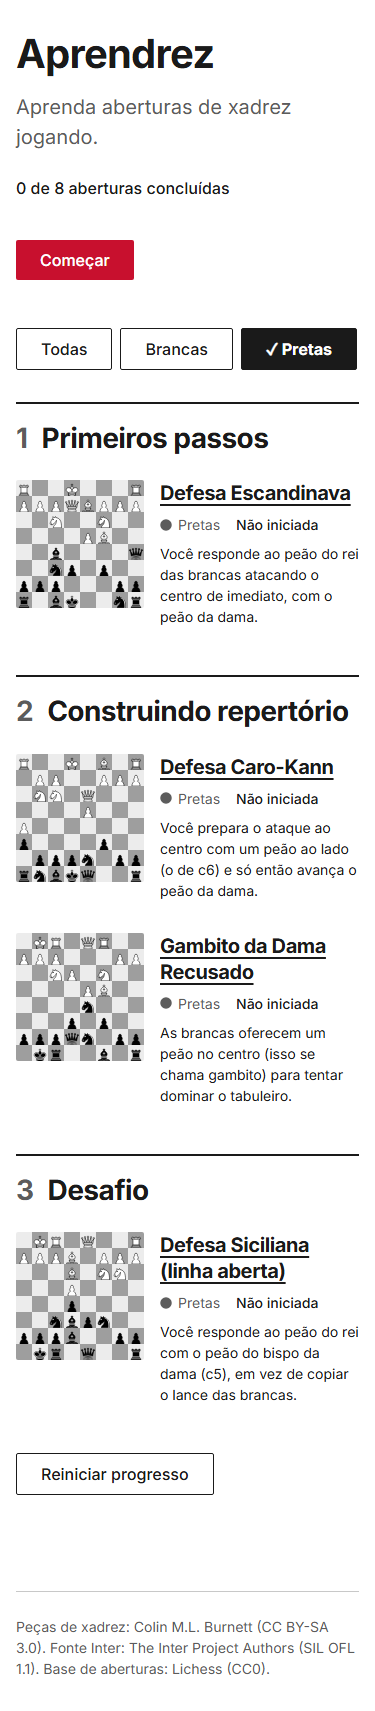 Aprendrez
Aprenda aberturas de xadrez
jogando.
0 de 8 aberturas concluídas
Começar
Todas
Brancas
✓ Pretas
1 Primeiros passos
Defesa Escandinava
Pretas Não iniciada
Você responde ao peão do rei
das brancas atacando o
centro de imediato, com o
peão da dama.
2 Construindo repertório
Defesa Caro-Kann
Pretas Não iniciada
Você prepara o ataque ao
centro com um peão ao lado
(o de c6) e só então avança o
peão da dama.
Gambito da Dama
Recusado
Pretas Não iniciada
As brancas oferecem um
peão no centro (isso se
chama gambito) para tentar
dominar o tabuleiro.
3 Desafio
Defesa Siciliana
(linha aberta)
Pretas Não iniciada
Você responde ao peão do rei
com o peão do bispo da
dama (c5), em vez de copiar
o lance das brancas.
Reiniciar progresso
Peças de xadrez: Colin M.L. Burnett (CC BY-SA
3.0). Fonte Inter: The Inter Project Authors (SIL OFL
1.1). Base de aberturas: Lichess (CC0).